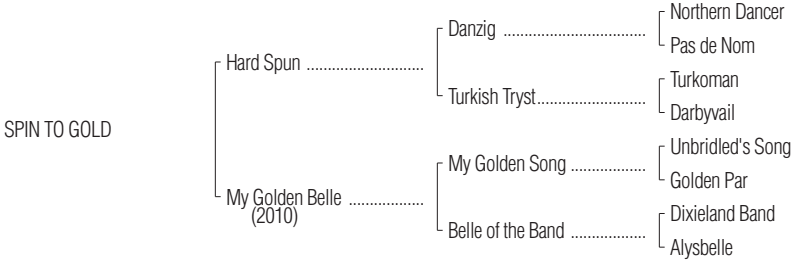 Northern Dancer
Danzig ..................................
Pas de Nom
Hard Spun ............................
Turkoman
Turkish Tryst..........................
Darbyvail
SPIN TO GOLD
Unbridled's Song
My Golden Song ..................
Golden Par
My Golden Belle ..................
(2010)
Dixieland Band
Belle of the Band ..................
Alysbelle